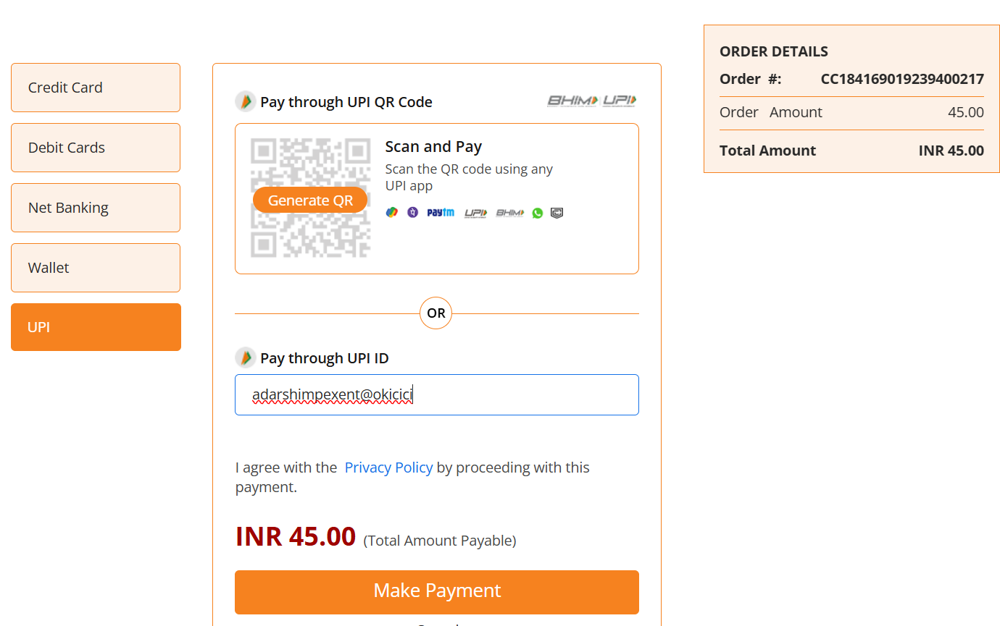 Credit Card
Debit Cards
Net Banking
Wallet
UPI
Pay through UPI QR Code
BHIM UPI
Generate QR
Scan and Pay
Scan the QR code using any
UPI app
paytm UPI BHIM
OR
Pay through UPI ID
adarshimpexent@okicici
I agree with the Privacy Policy by proceeding with this
payment.
INR 45.00 (Total Amount Payable)
Make Payment
ORDER DETAILS
Order #: CC184169019239400217
Order Amount 45.00
Total Amount INR 45.00